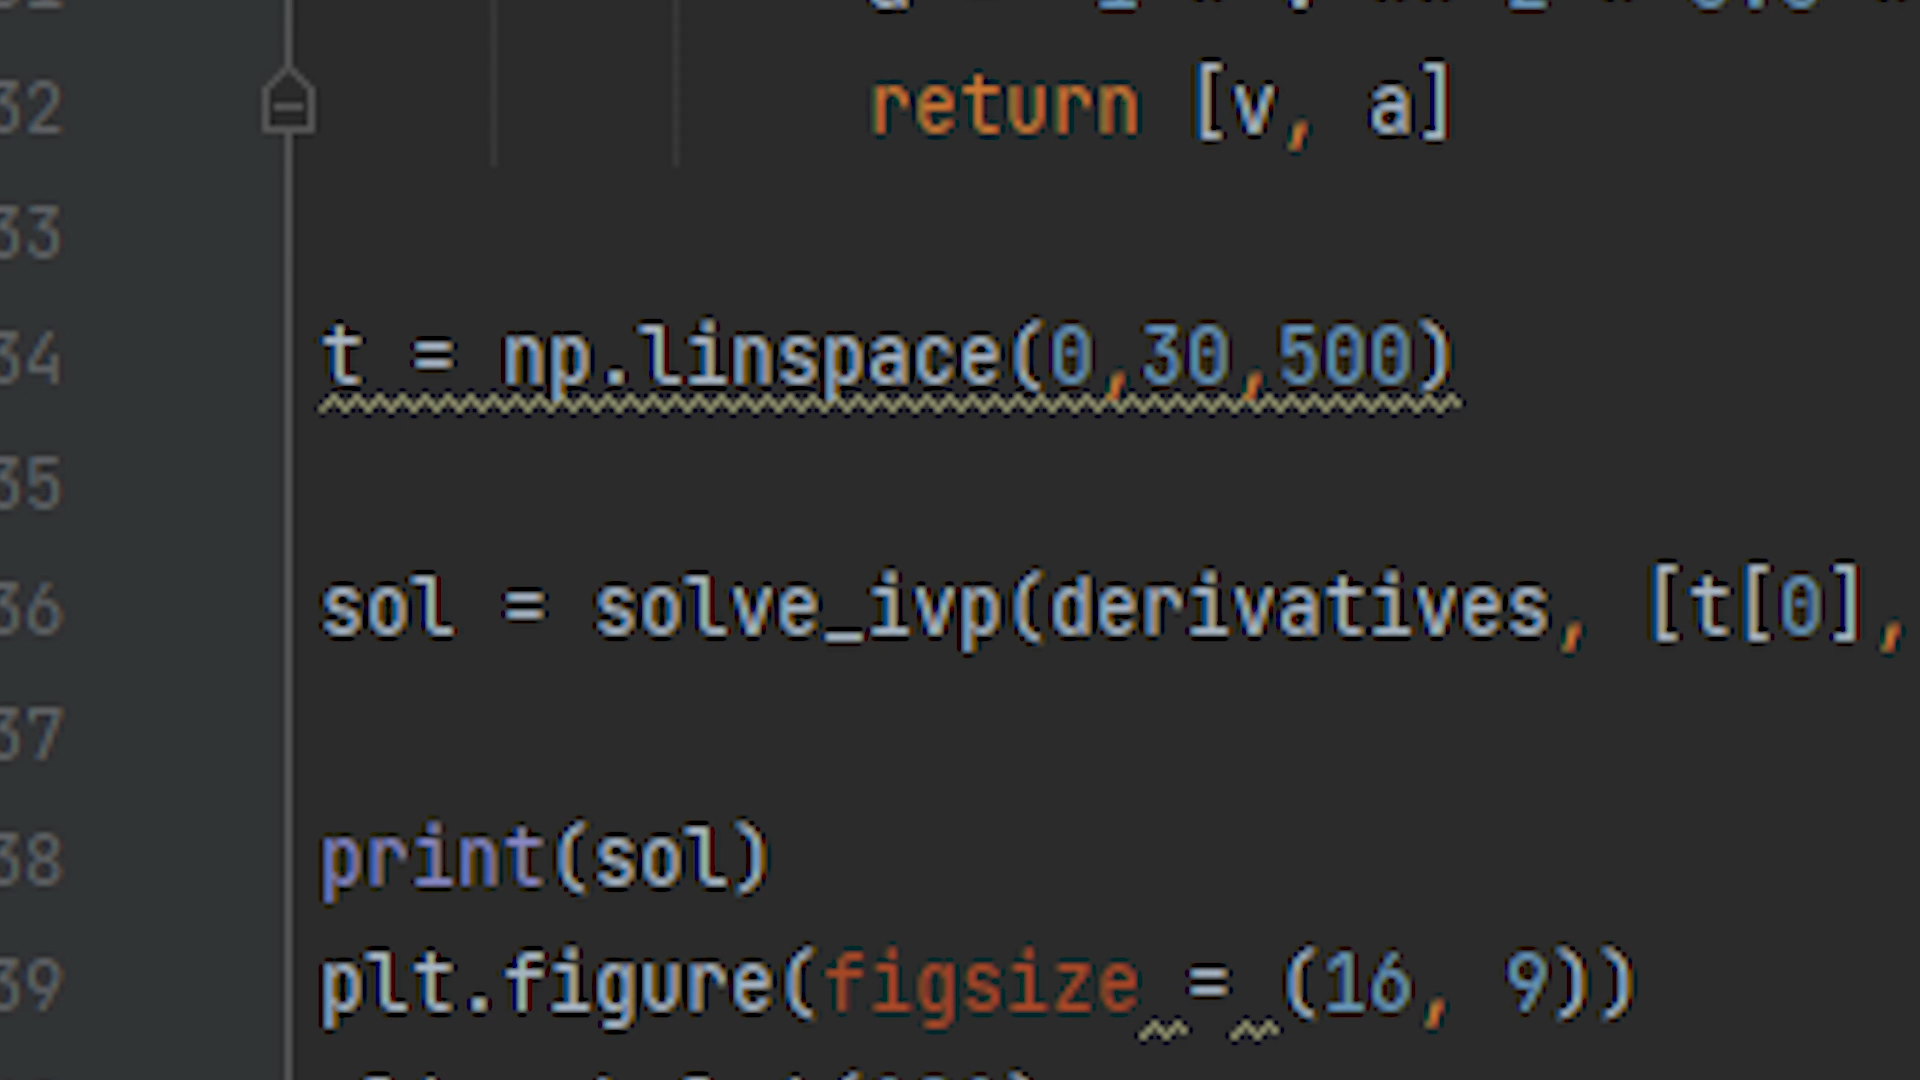 32 return [v, a]
33
34 t = np.linspace(0,30,500)
35
36 sol = solve_ivp(derivatives, [t[0],
37
38 print(sol)
39 plt.figure(figsize = (16, 9))